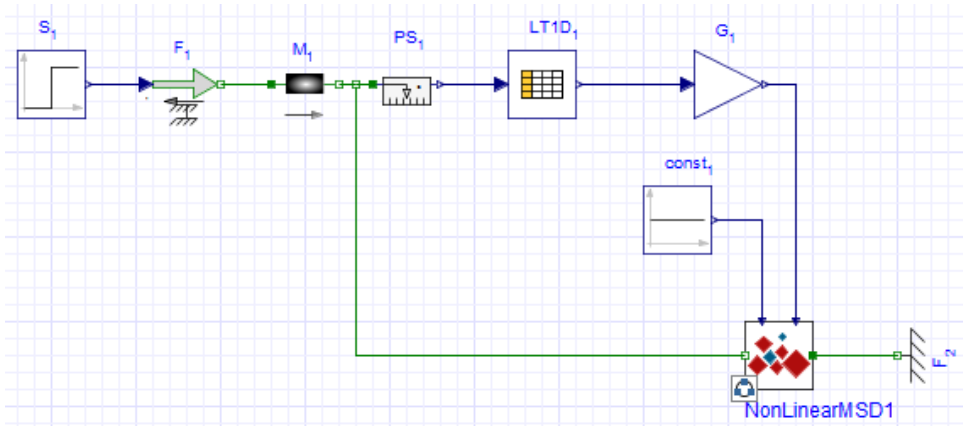 S1
F1
M1
PS1
LT1D1
G1
const1
F2
NonLinearMSD1